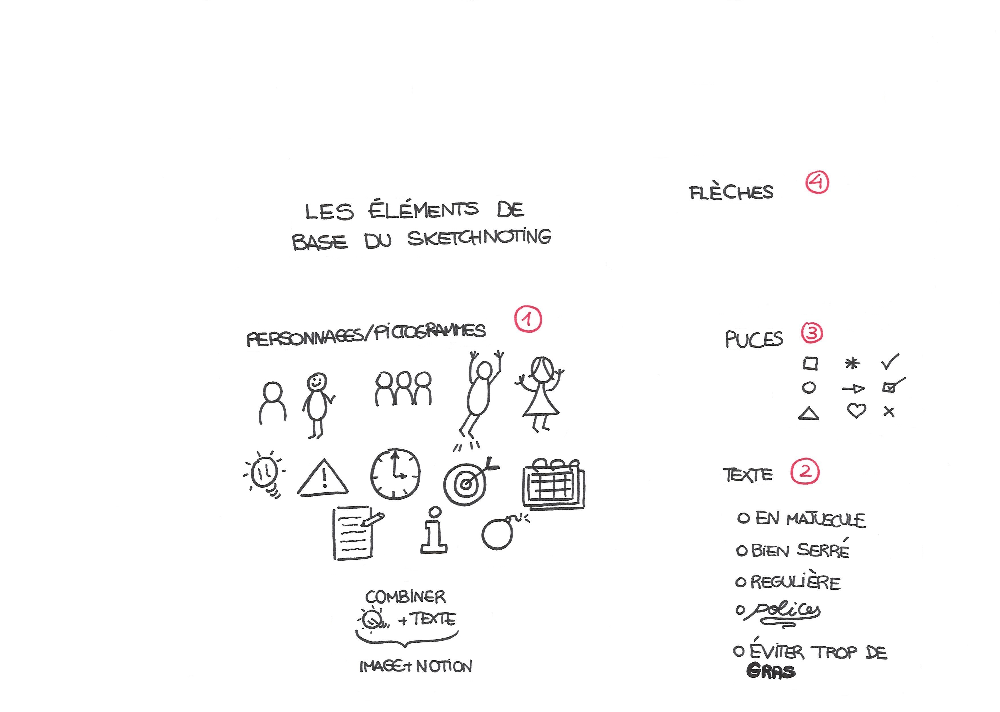 LES ÉLÉMENTS DE
BASE DU SKETCHNOTING
PERSONNAGES/PICTOGRAMMES 1
COMBINER
+ TEXTE
IMAGE + NOTION
FLÈCHES 4
PUCES 3
TEXTE 2
EN MAJUSCULE
BIEN SERRÉ
REGULIÈRE
polices
ÉVITER TROP DE
GRAS